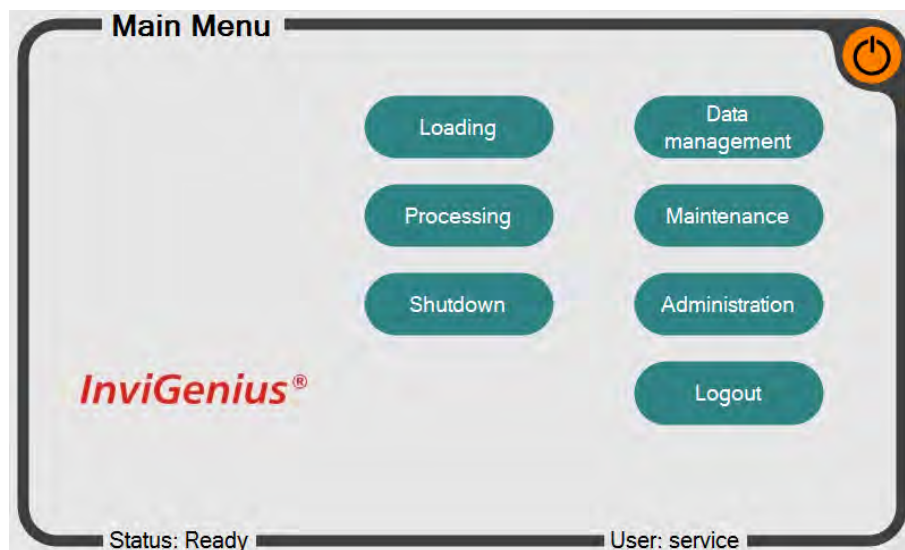 Main Menu
Loading
Data
management
Processing
Maintenance
Shutdown
Administration
InviGenius®
Logout
Status: Ready
User: service